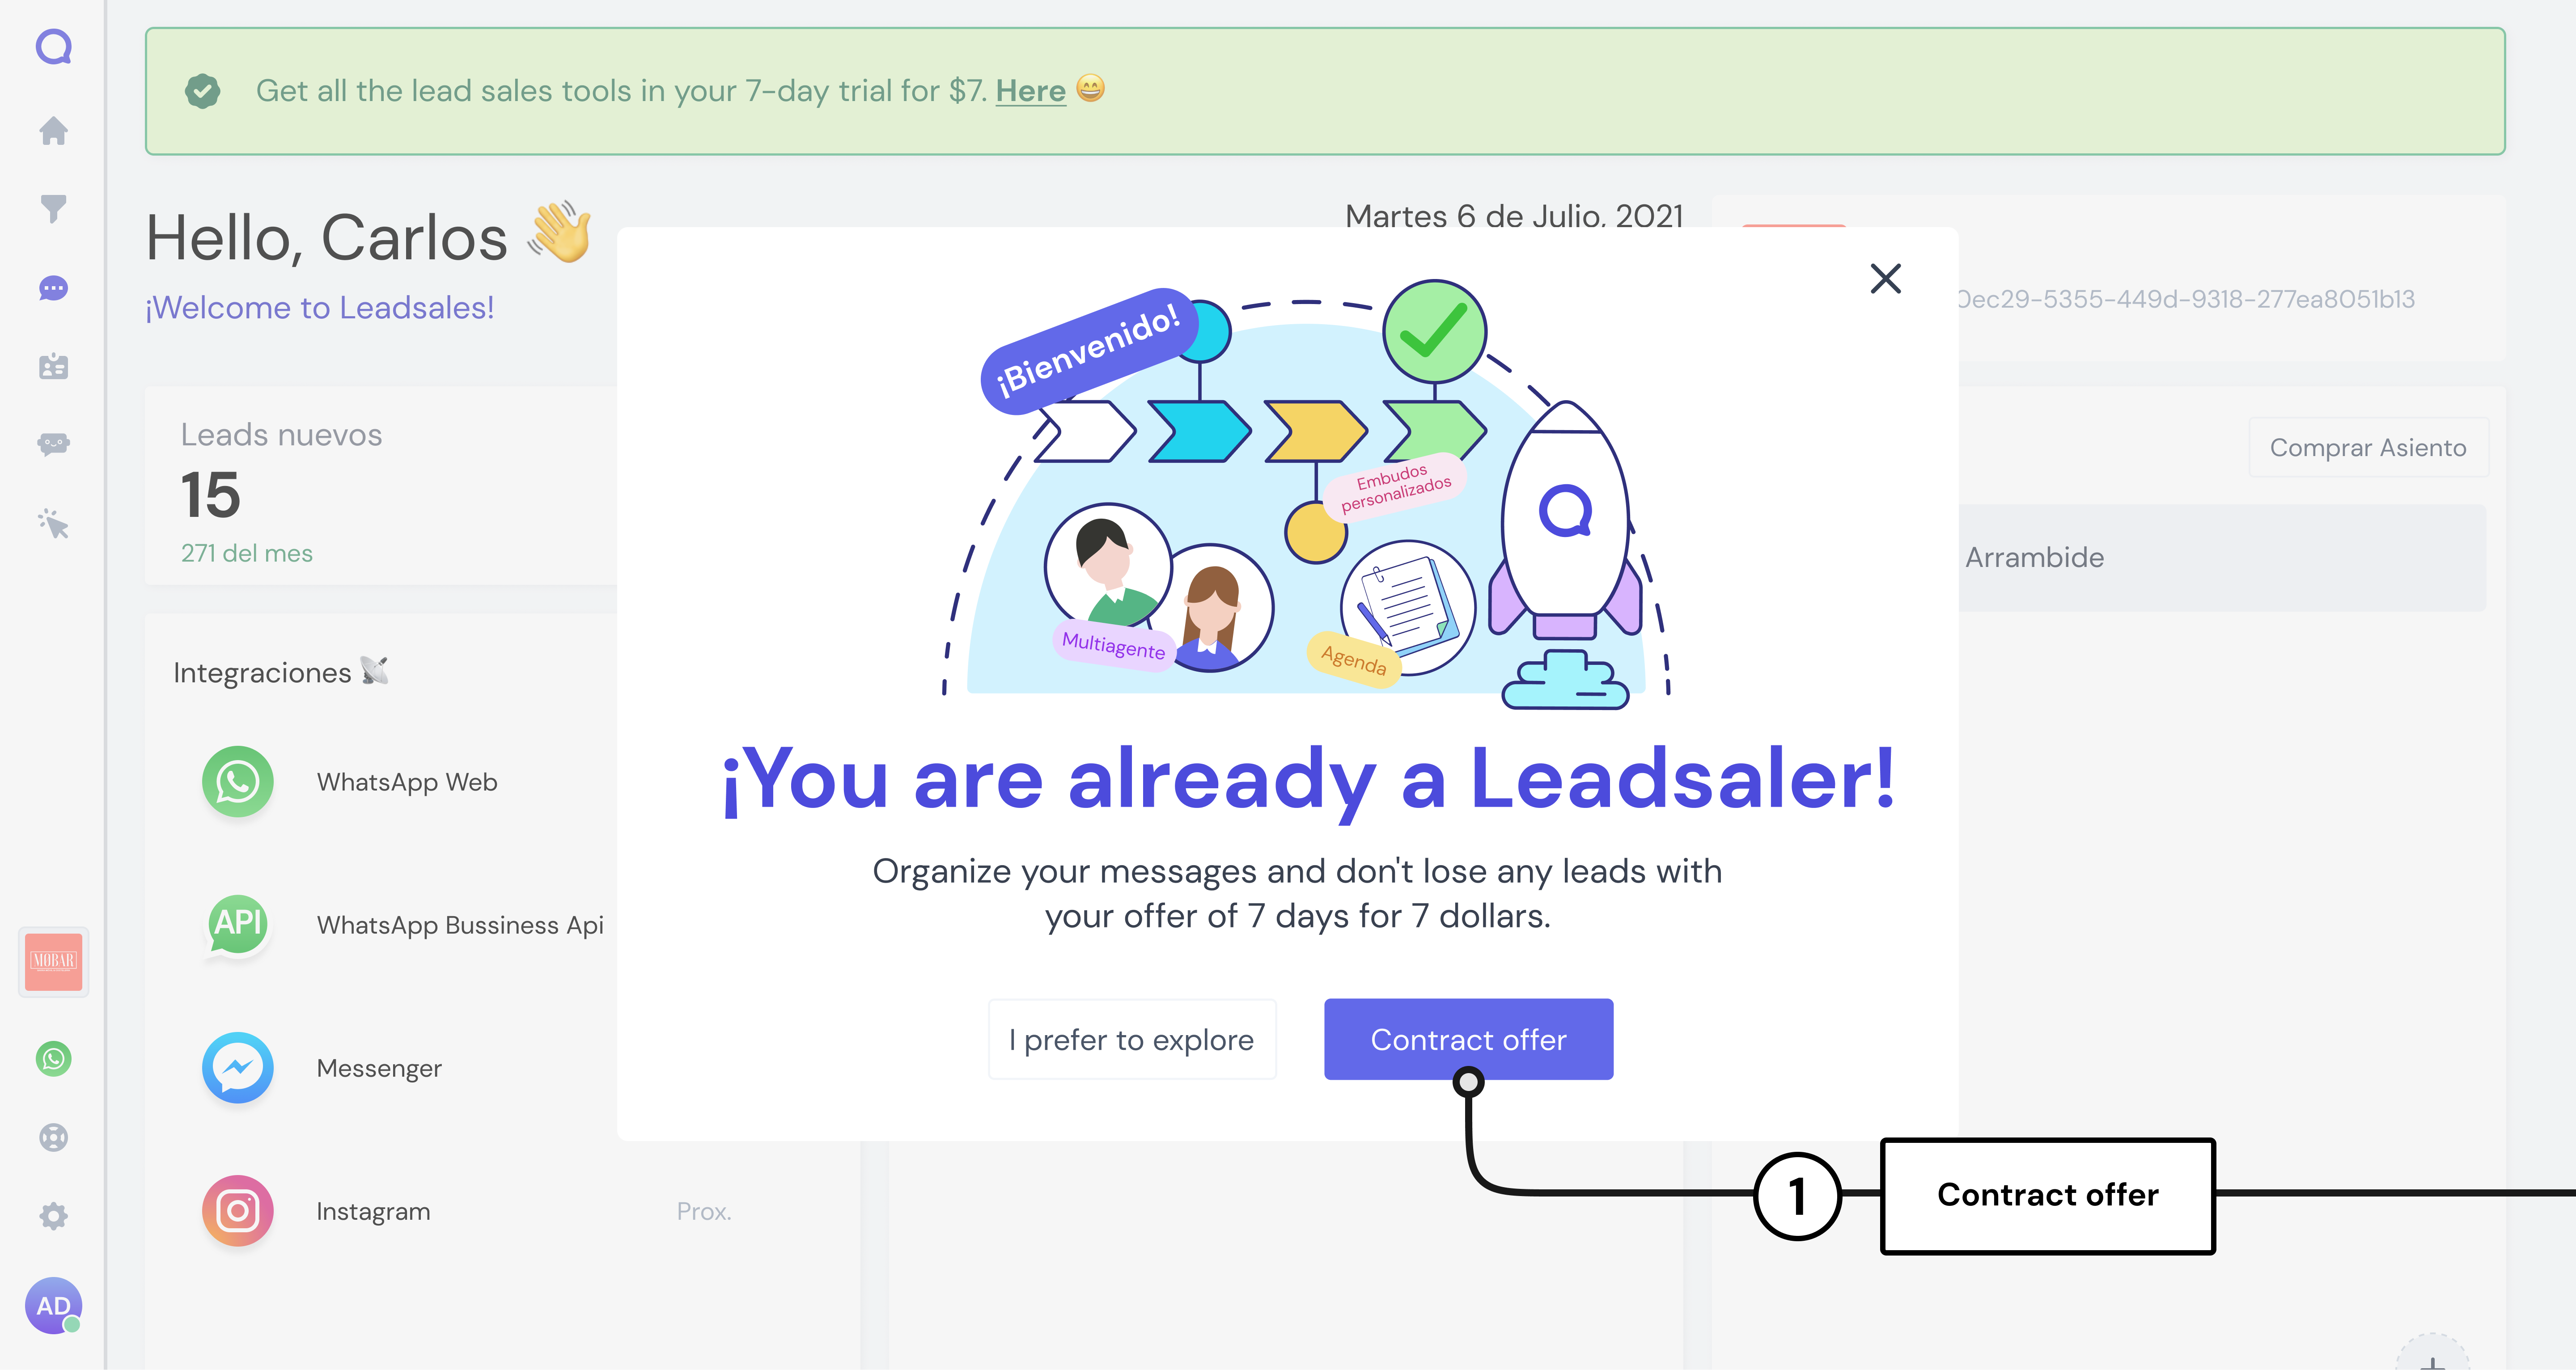 Get all the lead sales tools in your 7-day trial for $7. Here 😄
Hello, Carlos 👋
¡Welcome to Leadsales!
Martes 6 de Julio, 2021
0ec29-5355-449d-9318-277ea8051b13
Leads nuevos
15
271 del mes
Comprar Asiento
Arrambide
¡Bienvenido!
Embudos
personalizados
Multiagente
Agenda
¡You are already a Leadsaler!
Organize your messages and don't lose any leads with
your offer of 7 days for 7 dollars.
I prefer to explore
Contract offer
1
Contract offer
Integraciones
WhatsApp Web
API
WhatsApp Bussiness Api
Messenger
Instagram
Prox.
MOBAR
AD